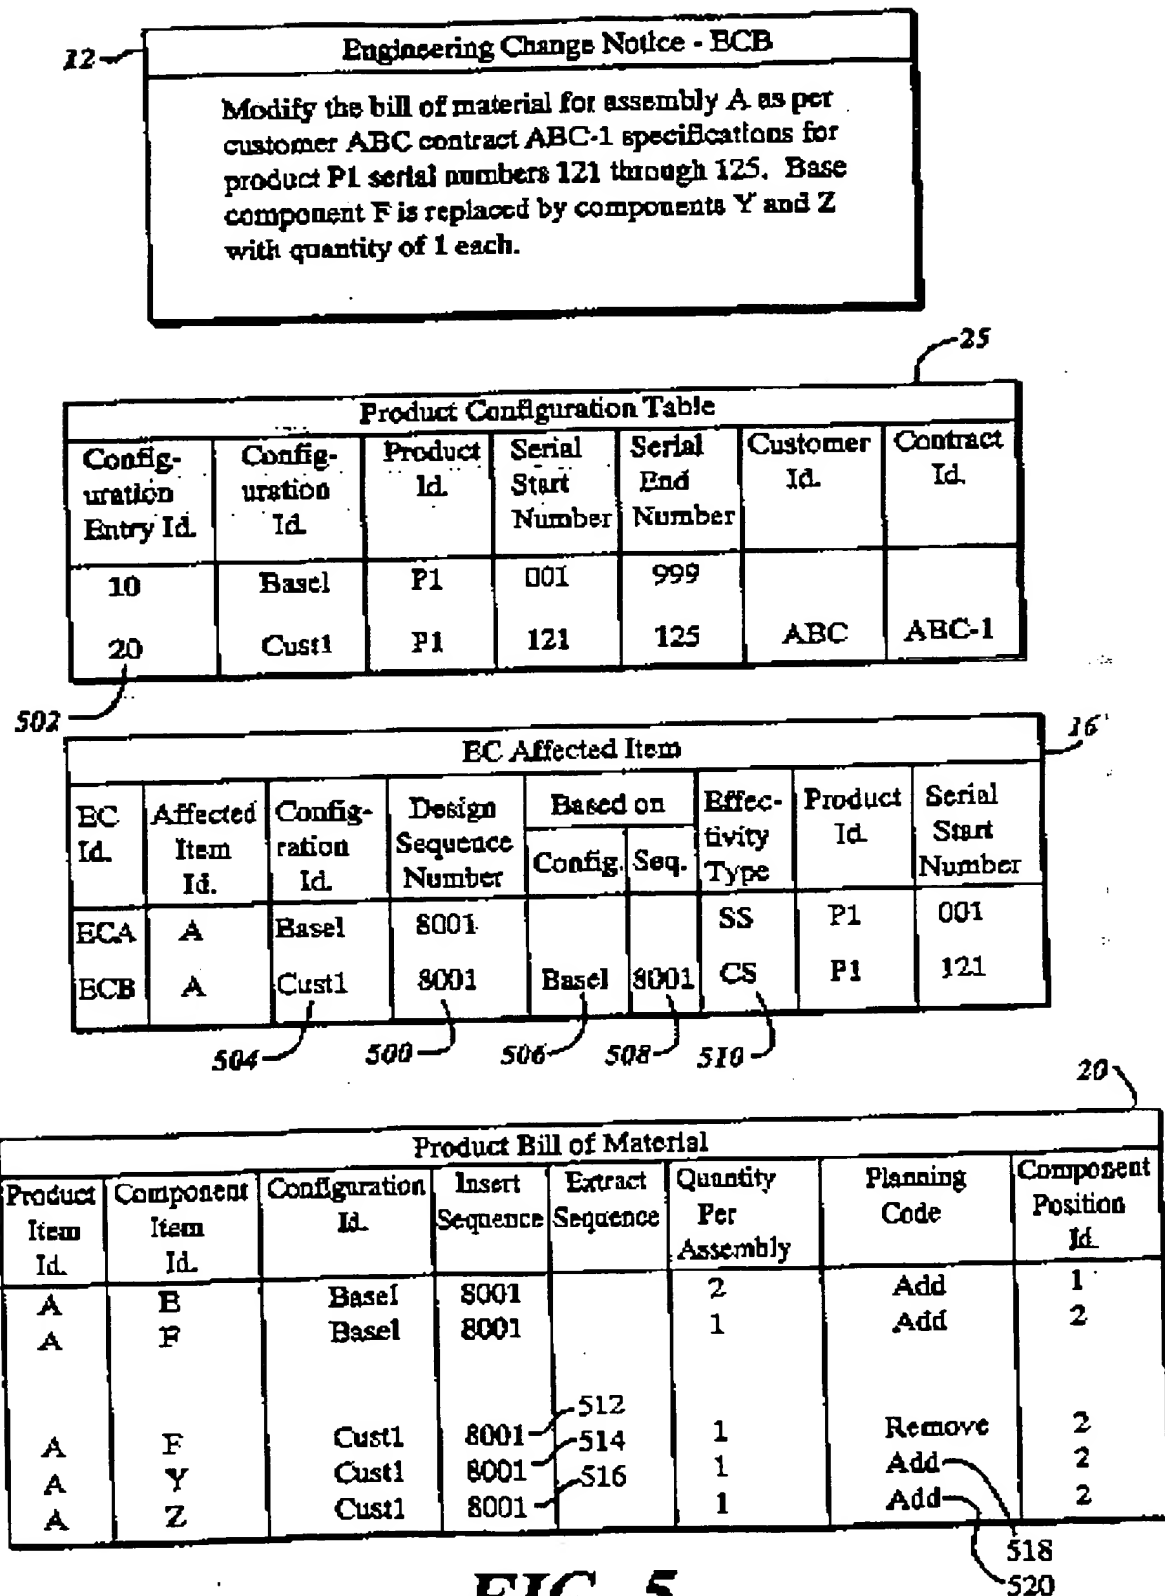 12
Engineering Change Notice - ECB
Modify the bill of material for assembly A as per
customer ABC contract ABC-1 specifications for
product P1 serial numbers 121 through 125. Base
component F is replaced by components Y and Z
with quantity of 1 each.
25
Product Configuration Table
Config-uration Entry Id. Config-uration Id. Product Id. Serial Start Number Serial End Number Customer Id. Contract Id.
10 Base1 P1 001 999
20 Cust1 P1 121 125 ABC ABC-1
502
16
EC Affected Item
EC Id. Affected Item Id. Config-ration Id. Design Sequence Number Based on Config. Seq. Effec-tivity Type Product Id. Serial Start Number
ECA A Base1 8001 SS P1 001
ECB A Cust1 8001 Base1 8001 CS P1 121
504 500 506 508 510
20
Product Bill of Material
Product Item Id. Component Item Id. Configuration Id. Insert Sequence Extract Sequence Quantity Per Assembly Planning Code Component Position Id.
A E Base1 8001 2 Add 1
A F Base1 8001 1 Add 2
512
A F Cust1 8001 1 Remove 2
514
A Y Cust1 8001 1 Add 2
516
A Z Cust1 8001 1 Add 2
518
520
FIG. 5